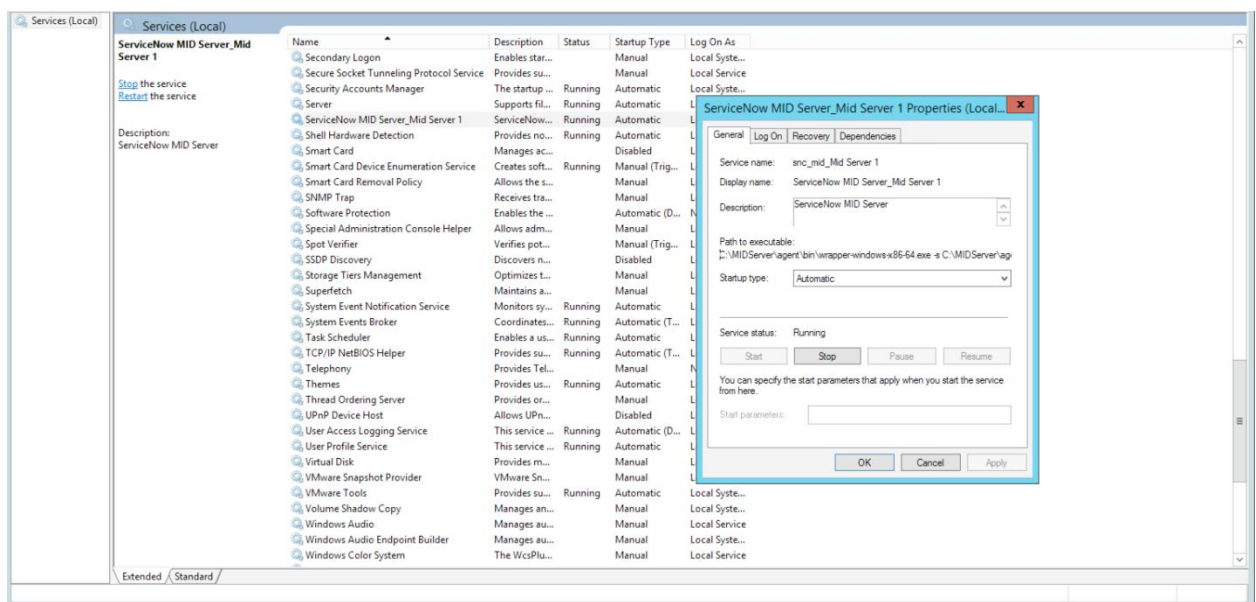 Services (Local)
Services (Local)
ServiceNow MID Server_Mid Server 1
Stop the service
Restart the service
Description:
ServiceNow MID Server
Name Description Status Startup Type Log On As
Secondary Logon Enables star... Manual Local Syste...
Secure Socket Tunneling Protocol Service Provides su... Manual Local Service
Security Accounts Manager The startup ... Running Automatic Local Syste...
Server Supports fil... Running Automatic L
ServiceNow MID Server_Mid Server 1 ServiceNow... Running Automatic L
Shell Hardware Detection Provides no... Running Automatic L
Smart Card Manages ac... Disabled L
Smart Card Device Enumeration Service Creates soft... Running Manual (Trig... L
Smart Card Removal Policy Allows the s... Manual L
SNMP Trap Receives tra... Manual L
Software Protection Enables the ... Automatic (D... N
Special Administration Console Helper Allows adm... Manual L
Spot Verifier Verifies pot... Manual (Trig... L
SSDP Discovery Discovers n... Disabled L
Storage Tiers Management Optimizes t... Manual L
Superfetch Maintains a... Manual L
System Event Notification Service Monitors sy... Running Automatic L
System Events Broker Coordinates... Running Automatic (T... L
Task Scheduler Enables a us... Running Automatic L
TCP/IP NetBIOS Helper Provides su... Running Automatic (T... L
Telephony Provides Tel... Manual N
Themes Provides us... Running Automatic L
Thread Ordering Server Provides or... Manual L
UPnP Device Host Allows UPn... Disabled L
User Access Logging Service This service ... Running Automatic (D... L
User Profile Service This service ... Running Automatic L
Virtual Disk Provides m... Manual L
VMware Snapshot Provider VMware Sn... Manual L
VMware Tools Provides su... Running Automatic Local Syste...
Volume Shadow Copy Manages an... Manual Local Syste...
Windows Audio Manages au... Manual Local Service
Windows Audio Endpoint Builder Manages au... Manual Local Syste...
Windows Color System The WcsPlu... Manual Local Service
Extended Standard
ServiceNow MID Server_Mid Server 1 Properties (Local... x
General Log On Recovery Dependencies
Service name: snc_mid_Mid Server 1
Display name: ServiceNow MID Server_Mid Server 1
Description: ServiceNow MID Server
Path to executable:
C:\MIDServer\agent\bin\wrapper-windows-x86-64.exe -s C:\MIDServer\age
Startup type: Automatic
Service status: Running
Start Stop Pause Resume
You can specify the start parameters that apply when you start the service
from here.
Start parameters:
OK Cancel Apply